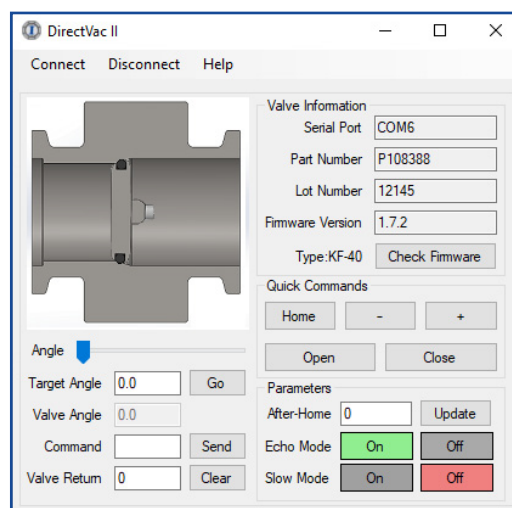 DirectVac II
Connect Disconnect Help
Valve Information
Serial Port COM6
Part Number P108388
Lot Number 12145
Firmware Version 1.7.2
Type:KF-40 Check Firmware
Quick Commands
Home - +
Open Close
Angle
Target Angle 0.0 Go
Valve Angle 0.0
Command Send
Valve Return 0 Clear
Parameters
After-Home 0 Update
Echo Mode On Off
Slow Mode On Off